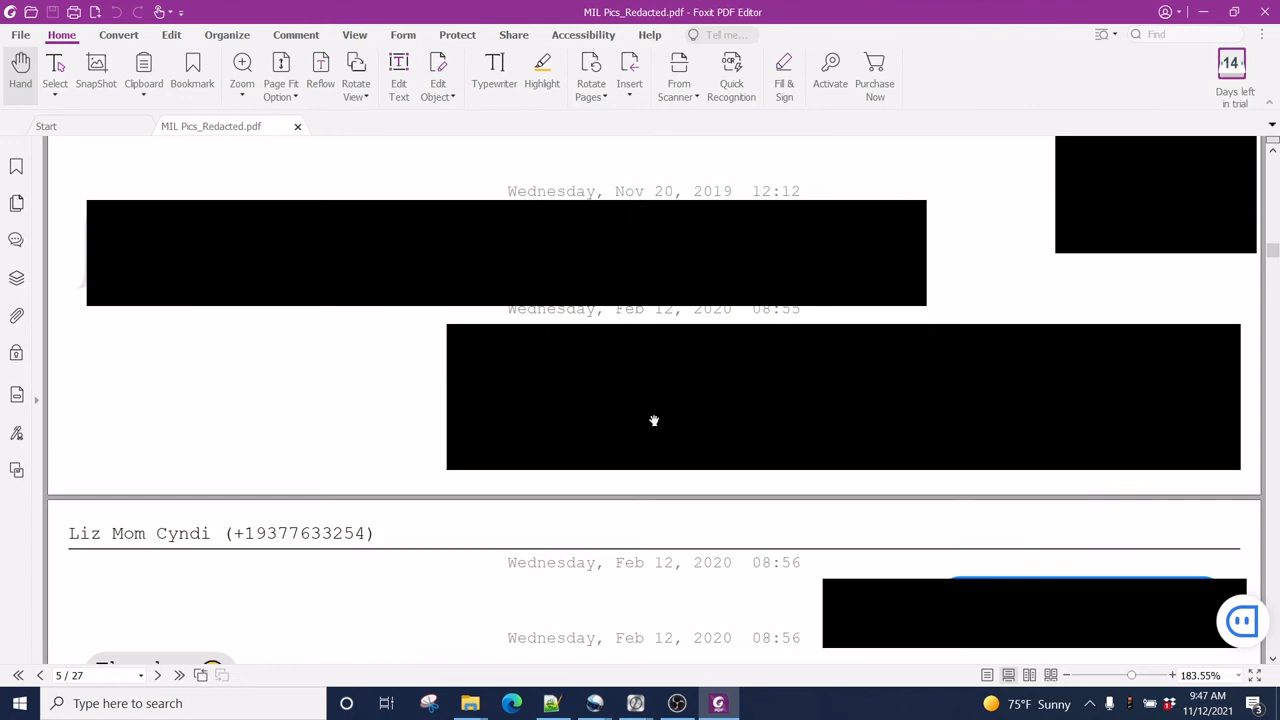 MIL Pics_Redacted.pdf - Foxit PDF Editor
File Home Convert Edit Organize Comment View Form Protect Share Accessibility Help Tell me... Find
Hand Select SnapShot Clipboard Bookmark Zoom Page Fit Option Reflow Rotate View Edit Text Edit Object Typewriter Highlight Rotate Pages Insert From Scanner OCR Quick Recognition Fill & Sign Activate Purchase Now 14 Days left in trial
Start MIL Pics_Redacted.pdf
Wednesday, Nov 20, 2019 12:12
Wednesday, Feb 12, 2020 08:55
Liz Mom Cyndi (+19377633254)
Wednesday, Feb 12, 2020 08:56
Wednesday, Feb 12, 2020 08:56
5 / 27 183.55%
Type here to search 75°F Sunny 9:47 AM
11/12/2021 3